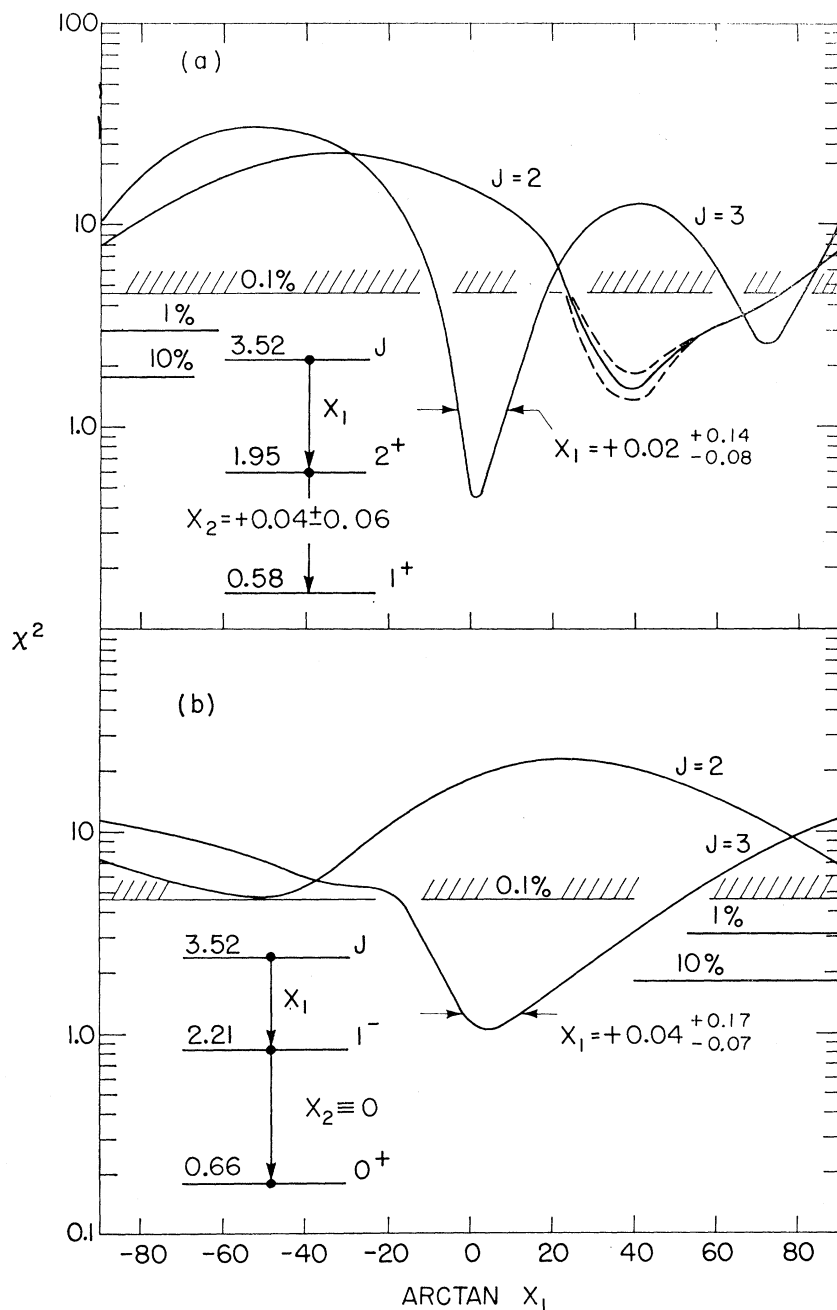 100
(a)
J = 2
J = 3
10
0.1%
1%
10%
3.52 J
X₁
1.0
1.95 2⁺
X₁ = +0.02 +0.14 -0.08
X₂ = +0.04 ± 0.06
0.58 1⁺
χ²
(b)
J = 2
10
J = 3
0.1%
1%
10%
3.52 J
X₁
1.0
2.21 1⁻
X₁ = +0.04 +0.17 -0.07
X₂ ≡ 0
0.66 0⁺
0.1
-80 -60 -40 -20 0 20 40 60 80
ARCTAN X₁